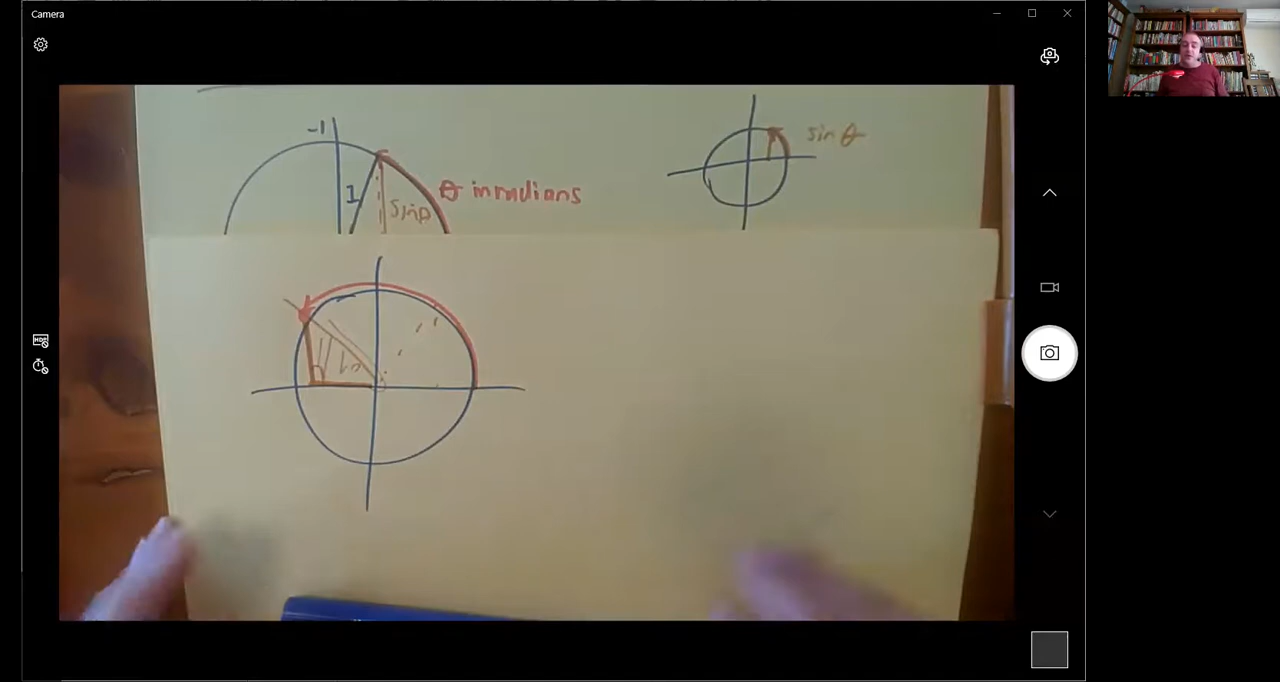 Camera
-1
1
θ in radians
sin θ
sin θ